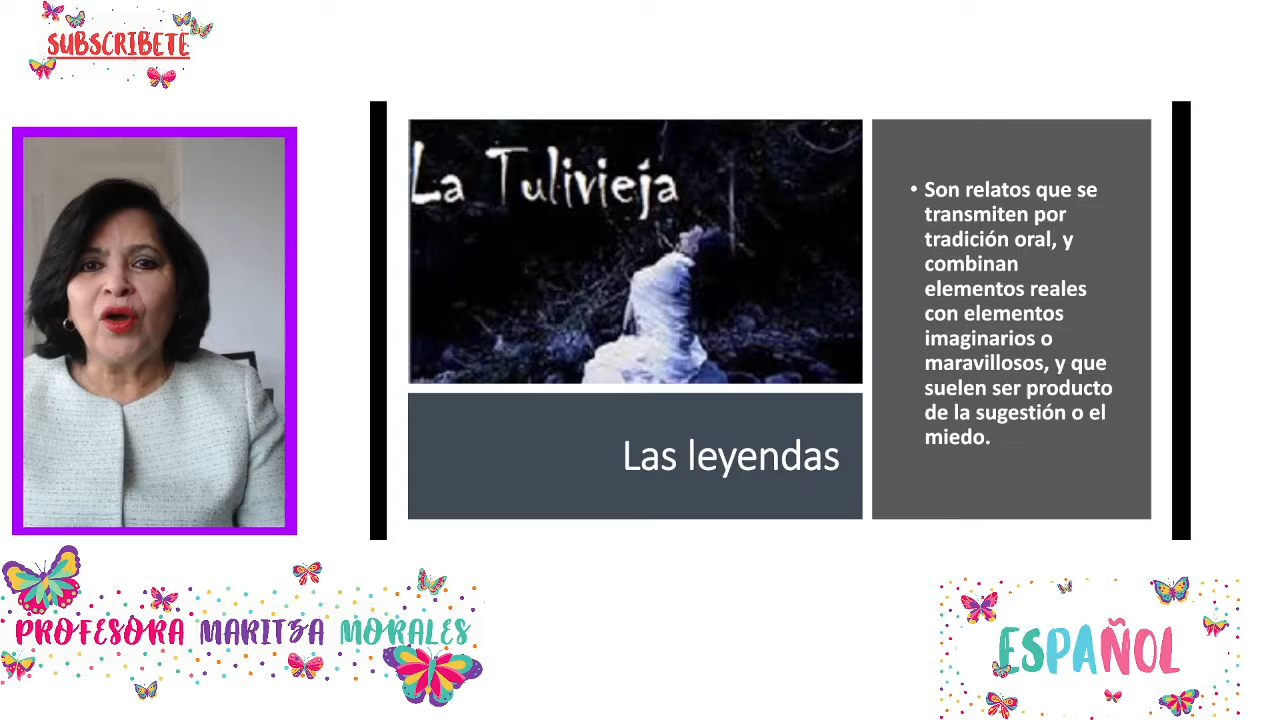 SUBSCRIBETE
La Tulivieja
• Son relatos que se
transmiten por
tradición oral, y
combinan
elementos reales
con elementos
imaginarios o
maravillosos, y que
suelen ser producto
de la sugestión o el
miedo.
Las leyendas
PROFESORA MARITSA MORALES
ESPAÑOL